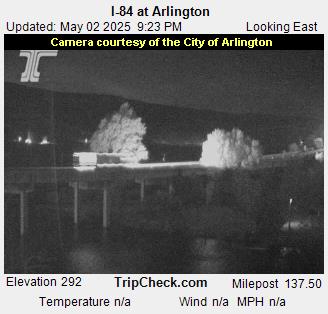 I-84 at Arlington
Updated: May 02 2025 9:23 PM Looking East
Camera courtesy of the City of Arlington
Elevation 292 TripCheck.com Milepost 137.50
Temperature n/a Wind n/a MPH n/a